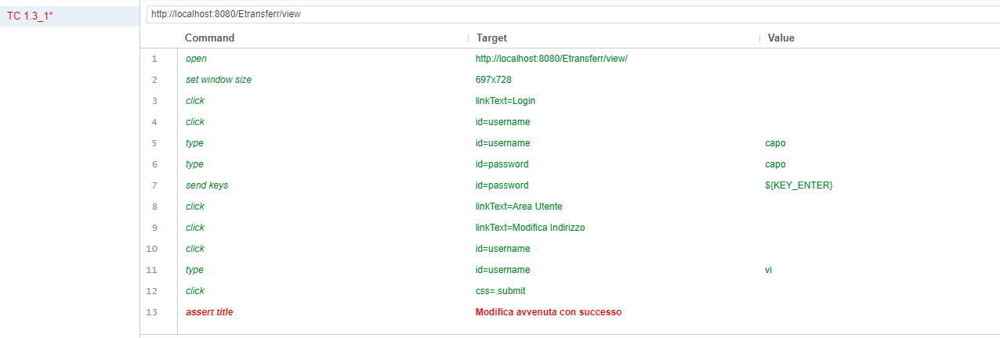 TC 1.3_1*
http://localhost:8080/Etransferr/view
Command Target Value
1 open http://localhost:8080/Etransferr/view/
2 set window size 697x728
3 click linkText=Login
4 click id=username
5 type id=username capo
6 type id=password capo
7 send keys id=password ${KEY_ENTER}
8 click linkText=Area Utente
9 click linkText=Modifica Indirizzo
10 click id=username
11 type id=username vi
12 click css=.submit
13 assert title Modifica avvenuta con successo